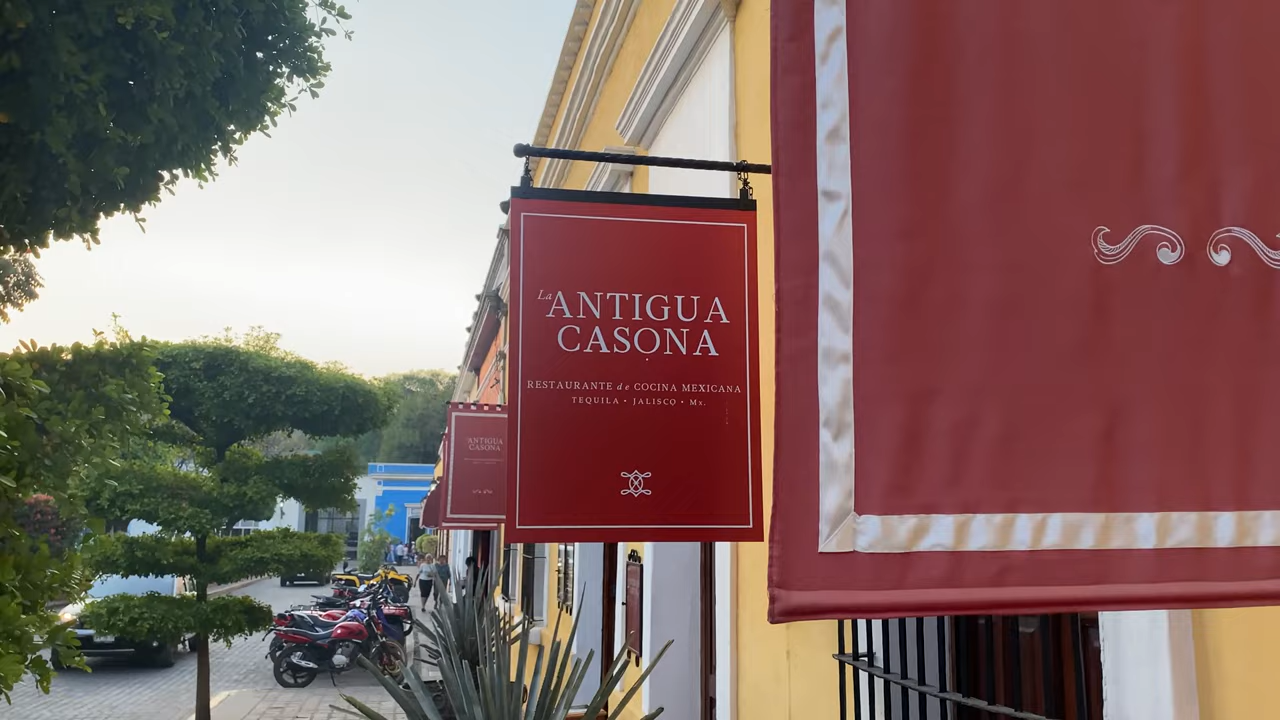 La ANTIGUA
CASONA
RESTAURANTE de COCINA MEXICANA
TEQUILA • JALISCO • Mx.
ANTIGUA
CASONA